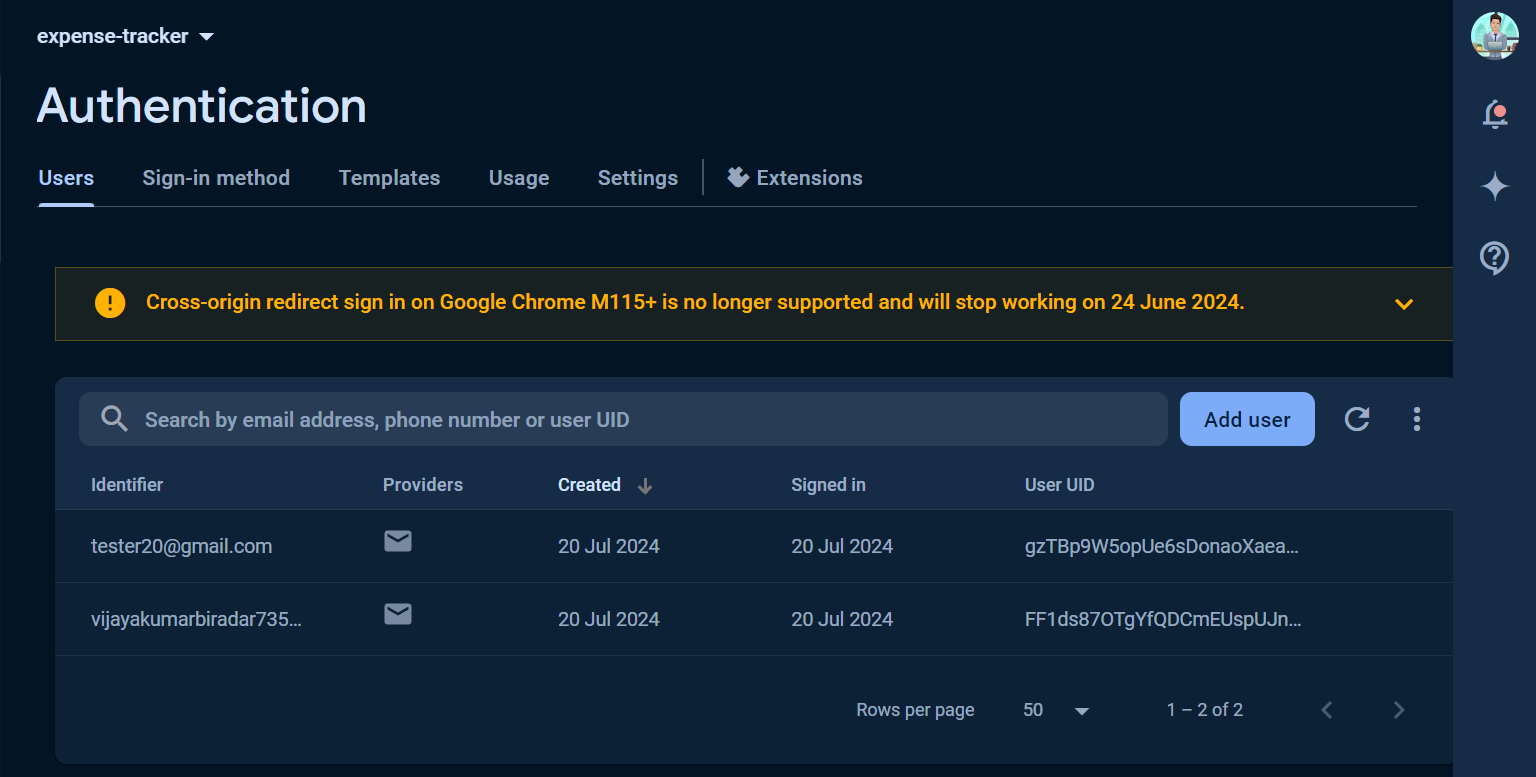 expense-tracker
Authentication
Users Sign-in method Templates Usage Settings Extensions
Cross-origin redirect sign in on Google Chrome M115+ is no longer supported and will stop working on 24 June 2024.
Search by email address, phone number or user UID Add user
Identifier Providers Created Signed in User UID
tester20@gmail.com 20 Jul 2024 20 Jul 2024 gzTBp9W5opUe6sDonaoXaea...
vijayakumarbiradar735... 20 Jul 2024 20 Jul 2024 FF1ds87OTgYfQDCmEUspUJn...
Rows per page 50 1 – 2 of 2